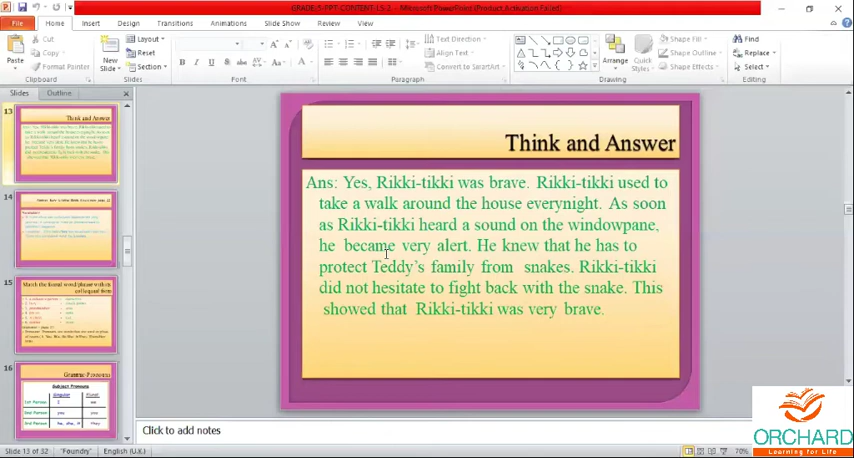 GRADE-5-PPT-CONTENT-15-2 - Microsoft PowerPoint (Product Activation Failed)
File Home Insert Design Transitions Animations Slide Show Review View
Paste
Cut
Copy
Format Painter
Clipboard
New
Slide
Layout
Reset
Section
Slides
Font
Paragraph
Text Direction
Align Text
Convert to SmartArt
Arrange
Quick
Styles
Shape Fill
Shape Outline
Shape Effects
Drawing
Find
Replace
Select
Editing
Slides Outline
13
Think and Answer
14
15
Match the formal word/phrase with its
colloquial form
16
Grammar-Pronouns
Subject Pronouns
Singular Plural
1st Person I we
2nd Person you you
3rd Person he, she, it they
Think and Answer
Ans: Yes, Rikki-tikki was brave. Rikki-tikki used to
take a walk around the house everynight. As soon
as Rikki-tikki heard a sound on the windowpane,
he became very alert. He knew that he has to
protect Teddy's family from snakes. Rikki-tikki
did not hesitate to fight back with the snake. This
showed that Rikki-tikki was very brave.
Click to add notes
Slide 13 of 32 "Foundry" English (U.K.) 70%
ORCHARD
Learning for Life